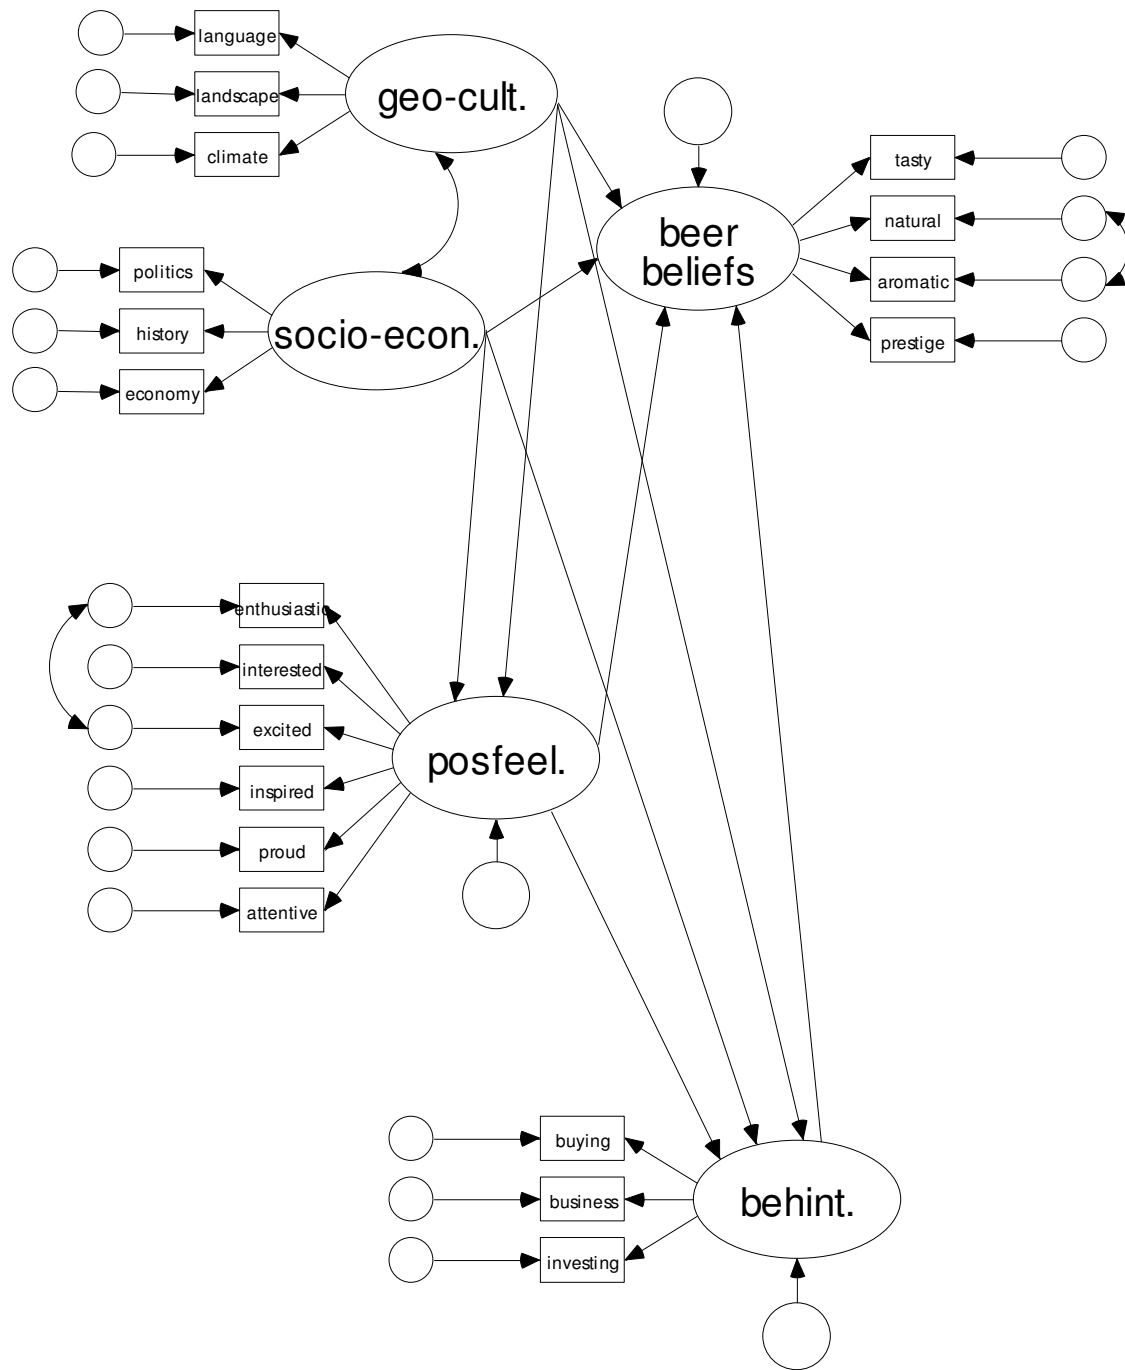 language
landscape
climate
geo-cult.
politics
history
economy
socio-econ.
beer
beliefs
tasty
natural
aromatic
prestige
enthusiastic
interested
excited
inspired
proud
attentive
posfeel.
buying
business
investing
behint.